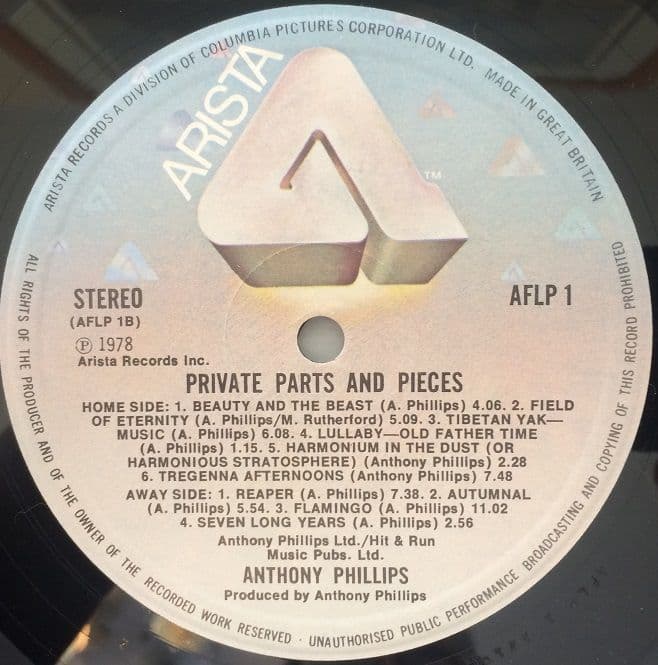 ARISTA RECORDS A DIVISION OF COLUMBIA PICTURES CORPORATION LTD. MADE IN GREAT BRITAIN
ARISTA
TM
STEREO
AFLP 1
(AFLP 1B)
Ⓟ 1978
Arista Records Inc.
PRIVATE PARTS AND PIECES
HOME SIDE: 1. BEAUTY AND THE BEAST (A. Phillips) 4.06. 2. FIELD
OF ETERNITY (A. Phillips/M. Rutherford) 5.09. 3. TIBETAN YAK—
MUSIC (A. Phillips) 6.08. 4. LULLABY—OLD FATHER TIME
(A. Phillips) 1.15. 5. HARMONIUM IN THE DUST (OR
HARMONIOUS STRATOSPHERE) (Anthony Phillips) 2.28
6. TREGENNA AFTERNOONS (Anthony Phillips) 7.48
AWAY SIDE: 1. REAPER (A. Phillips) 7.38. 2. AUTUMNAL
(A. Phillips) 5.54. 3. FLAMINGO (A. Phillips) 11.02
4. SEVEN LONG YEARS (A. Phillips) 2.56
Anthony Phillips Ltd./Hit & Run
Music Pubs. Ltd.
ANTHONY PHILLIPS
Produced by Anthony Phillips
ALL RIGHTS OF THE PRODUCER AND OF THE OWNER OF THE RECORDED WORK RESERVED · UNAUTHORISED PUBLIC PERFORMANCE BROADCASTING AND COPYING OF THIS RECORD PROHIBITED